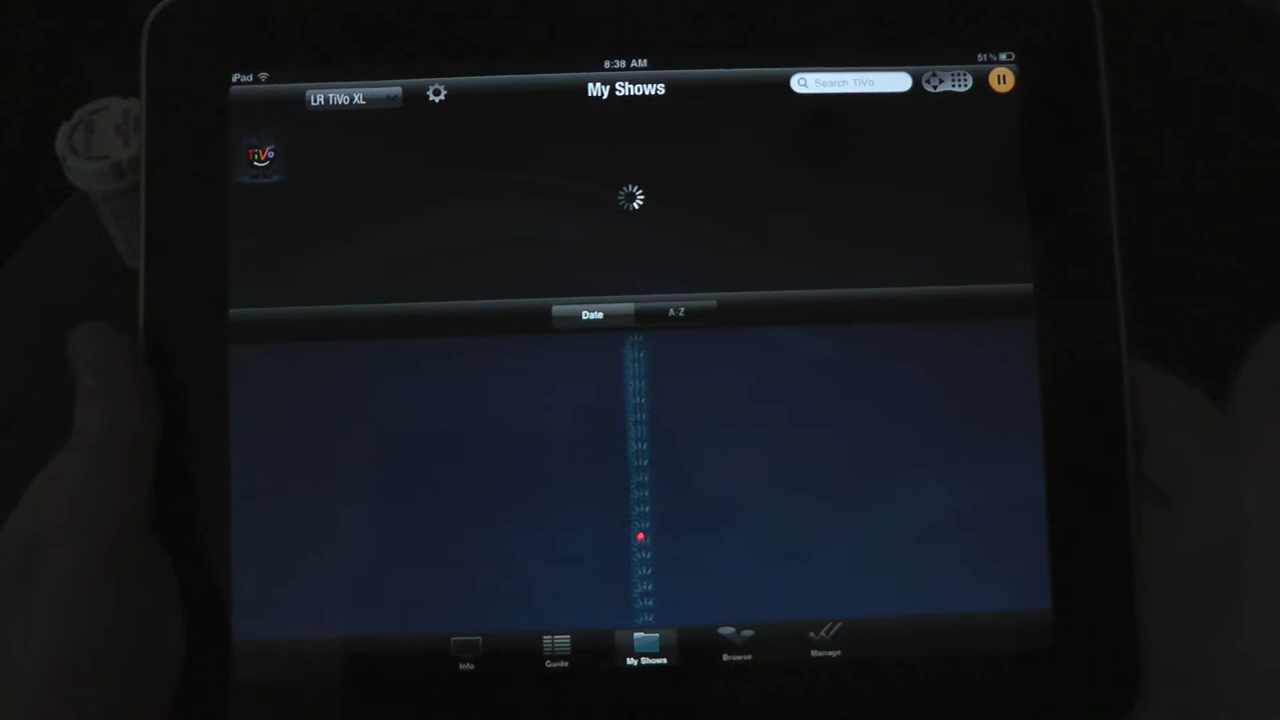 iPad
8:38 AM
51%
LR TiVo XL
My Shows
Search TiVo
TiVo
Date
A-Z
Info
Guide
My Shows
Browse
Manage